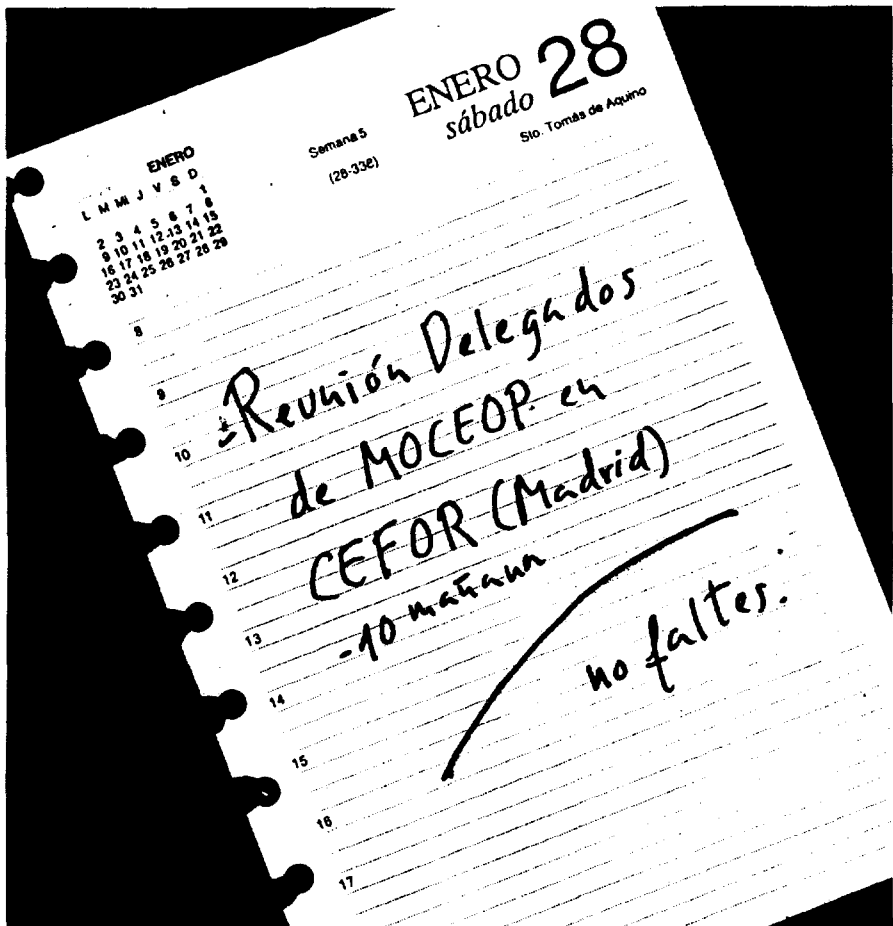 ENERO 28
sábado
Sto. Tomás de Aquino
Semana 5
(28-338)
ENERO
L M MI J V S D
1
2 3 4 5 6 7 8
9 10 11 12 13 14 15
16 17 18 19 20 21 22
23 24 25 26 27 28 29
30 31
8
9
10
11
12
13
14
15
16
17
-Reunión Delegados
de MOCEOP en
CEFOR (Madrid)
-10 mañana
no faltes.